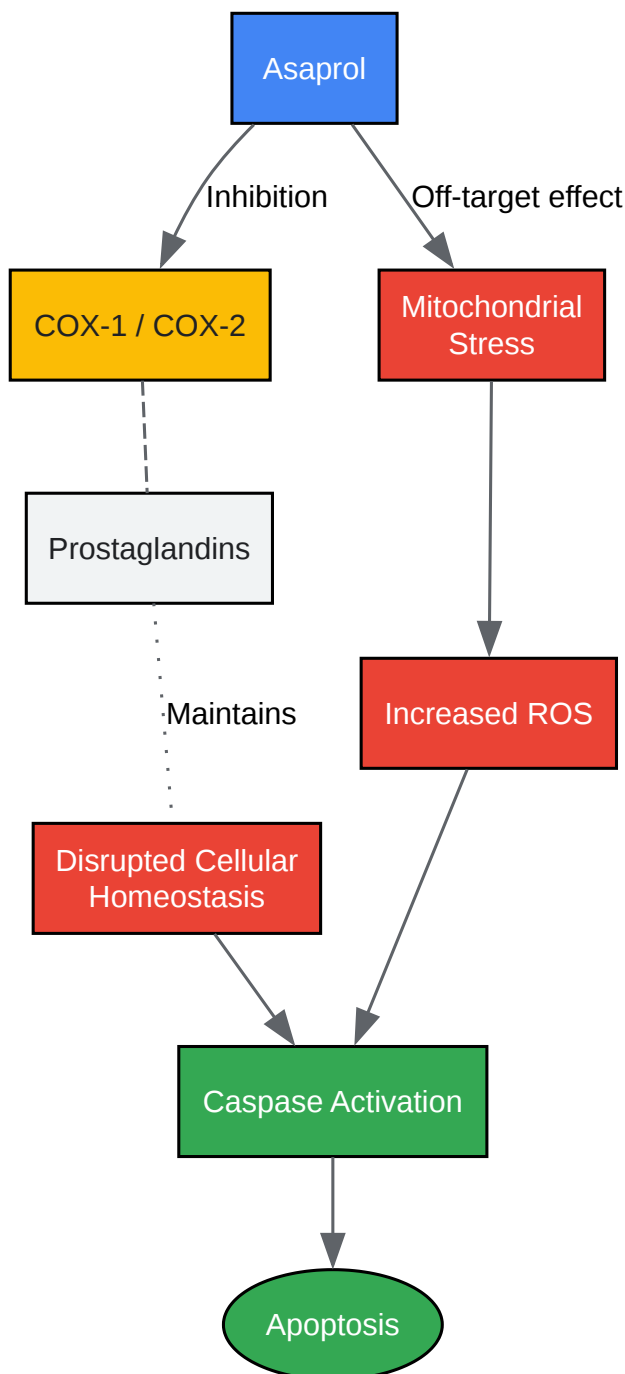 Asaprol
Inhibition
Off-target effect
COX-1 / COX-2
Mitochondrial
Stress
Prostaglandins
Maintains
Increased ROS
Disrupted Cellular
Homeostasis
Caspase Activation
Apoptosis